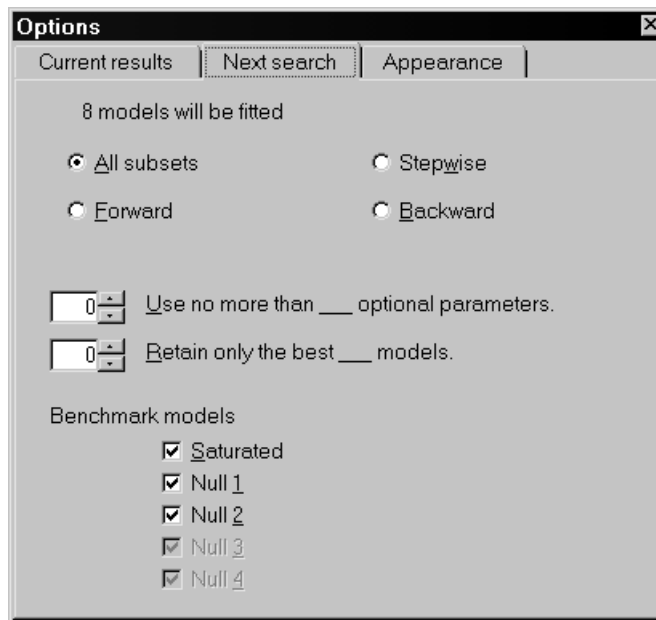 Options
Current results Next search Appearance
8 models will be fitted
All subsets Stepwise
Forward Backward
0 Use no more than ___ optional parameters.
0 Retain only the best ___ models.
Benchmark models
Saturated
Null 1
Null 2
Null 3
Null 4